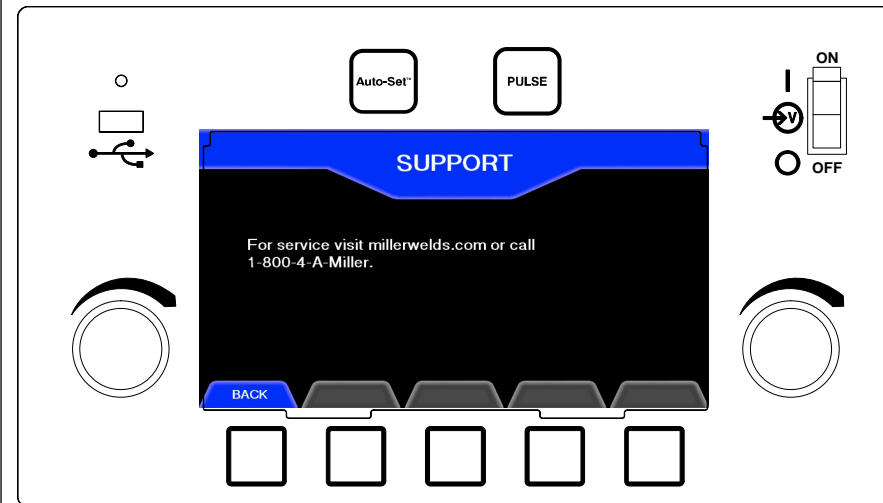 ON
Auto-Set™
PULSE
V
OFF
SUPPORT
For service visit millerwelds.com or call
1-800-4-A-Miller.
BACK